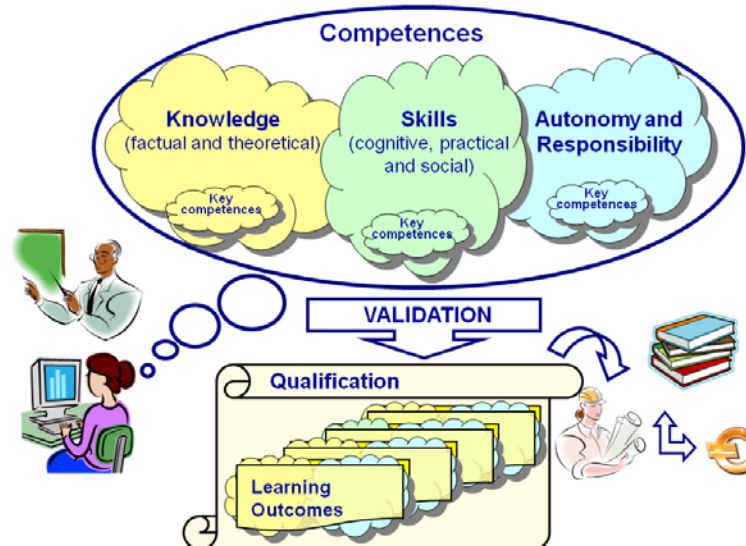 Competences
Knowledge
(factual and theoretical)
Key
competences
Skills
(cognitive, practical
and social)
Key
competences
Autonomy and
Responsibility
Key
competences
VALIDATION
Qualification
Learning
Outcomes